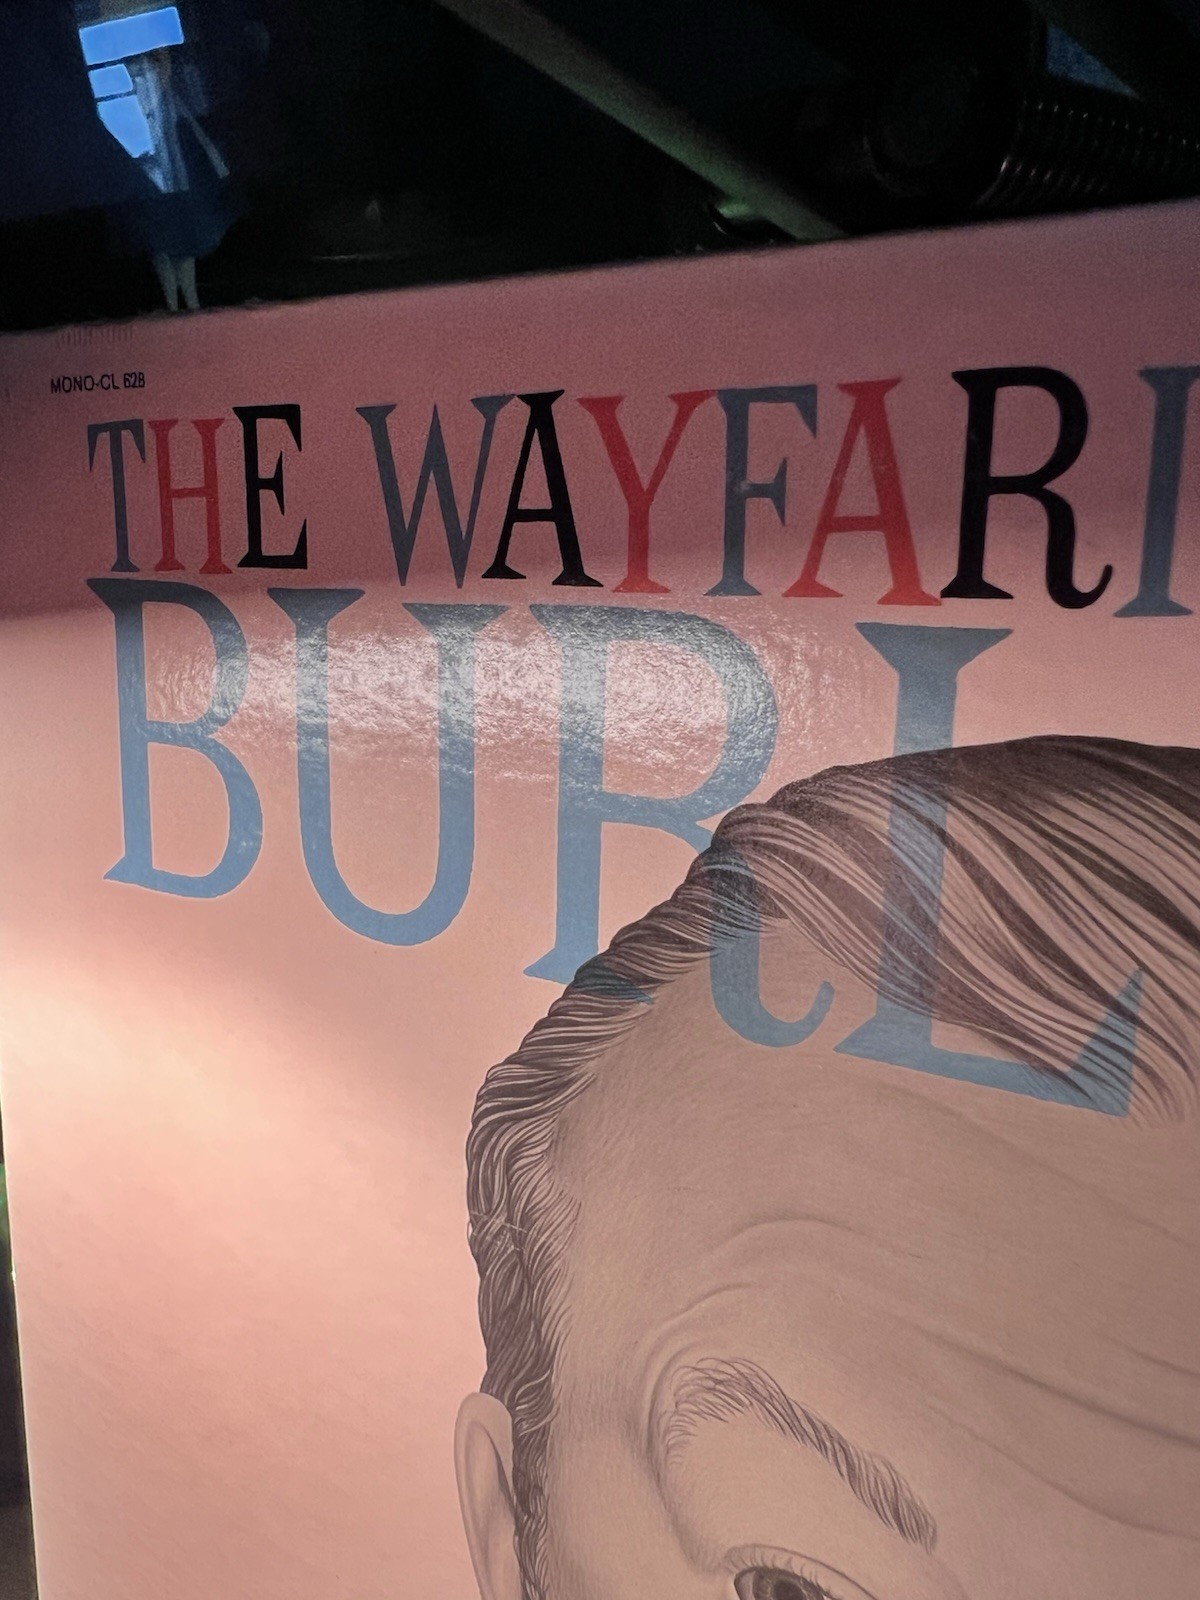 MONO-CL 628
THE WAYFARI
BURL